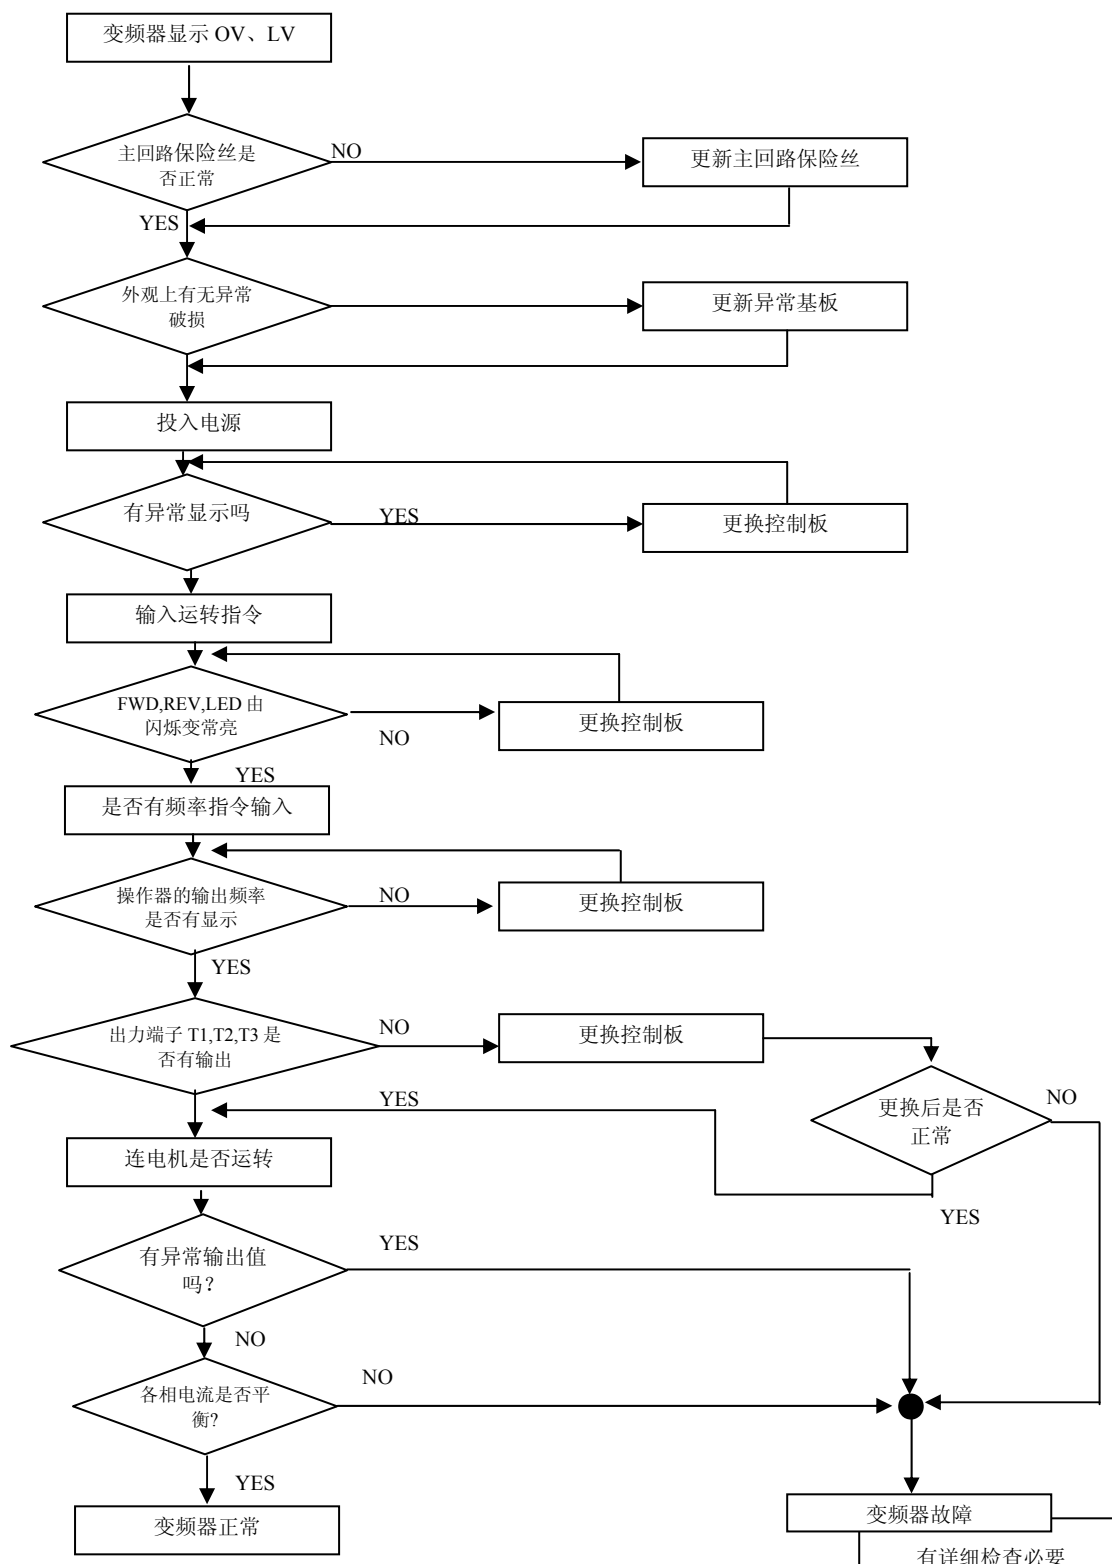 变频器显示 OV、LV
主回路保险丝是
否正常
NO
更新主回路保险丝
YES
外观上有无异常
破损
更新异常基板
投入电源
有异常显示吗
YES
更换控制板
输入运转指令
FWD,REV,LED 由
闪烁变常亮
NO
更换控制板
YES
是否有频率指令输入
操作器的输出频率
是否有显示
NO
更换控制板
YES
出力端子 T1,T2,T3 是
否有输出
NO
更换控制板
更换后是否
正常
NO
YES
YES
连电机是否运转
有异常输出值
吗?
YES
NO
各相电流是否平
衡?
NO
YES
变频器正常
变频器故障
有详细检查必要